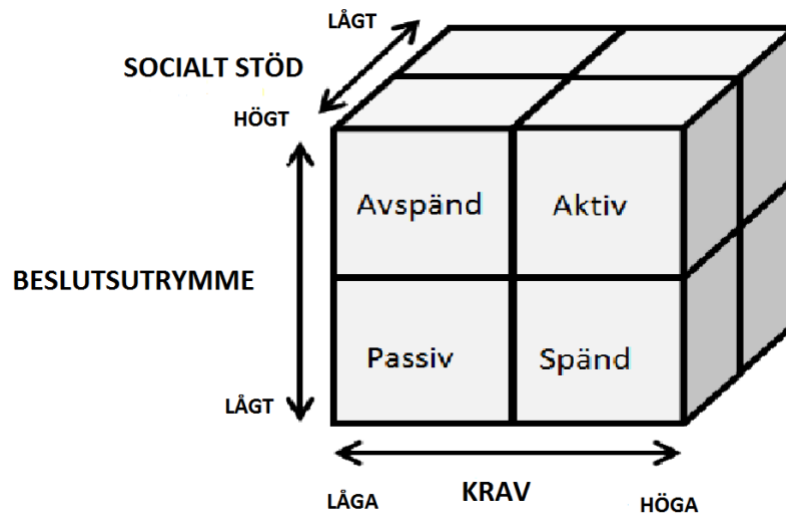 LÅGT
SOCIALT STÖD
HÖGT
Avspänd
Aktiv
BESLUTSUTRYMME
Passiv
Spänd
LÅGT
KRAV
LÅGA
HÖGA